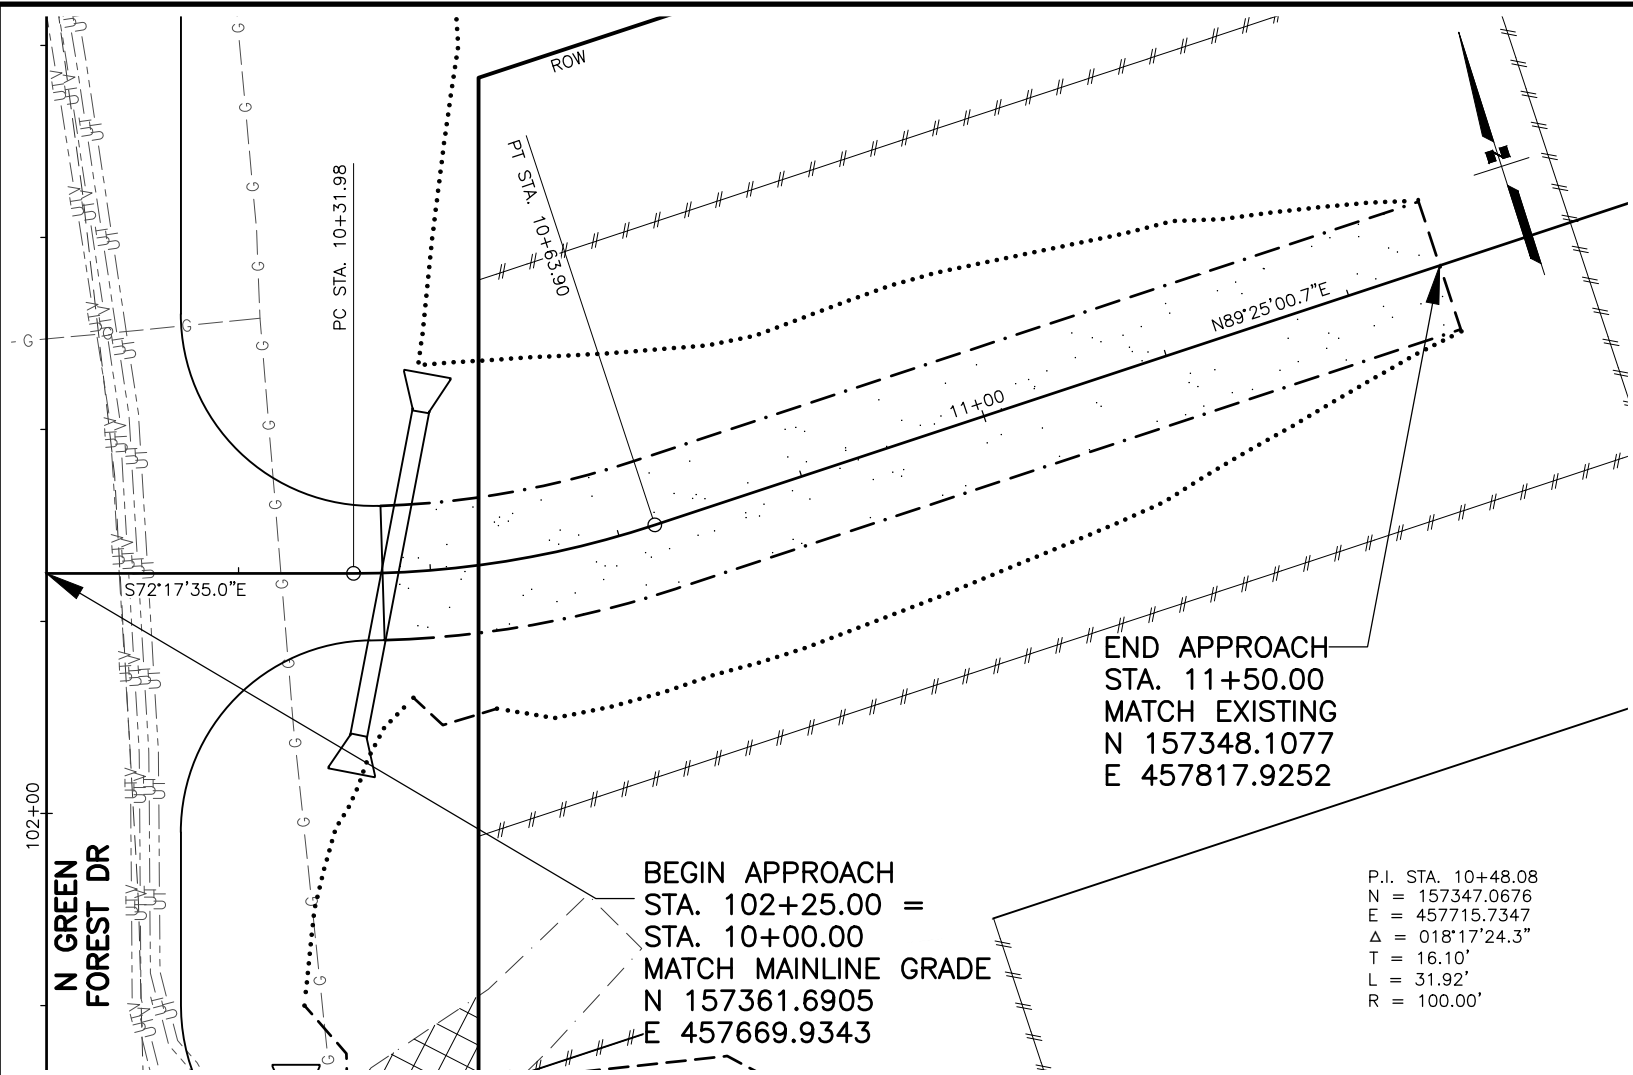 ROW
PC STA. 10+31.98
PT STA. 10+63.90
N
G
G
G
G
- G
G
G
G
N89°25'00.7"E
11+00
G
G
S72°17'35.0"E
G
G
G
END APPROACH
STA. 11+50.00
MATCH EXISTING
N 157348.1077
E 457817.9252
102+00
N GREEN
FOREST DR
G
G
G
G
BEGIN APPROACH
STA. 102+25.00 =
STA. 10+00.00
MATCH MAINLINE GRADE
N 157361.6905
E 457669.9343
P.I. STA. 10+48.08
N = 157347.0676
E = 457715.7347
Δ = 018°17'24.3"
T = 16.10'
L = 31.92'
R = 100.00'